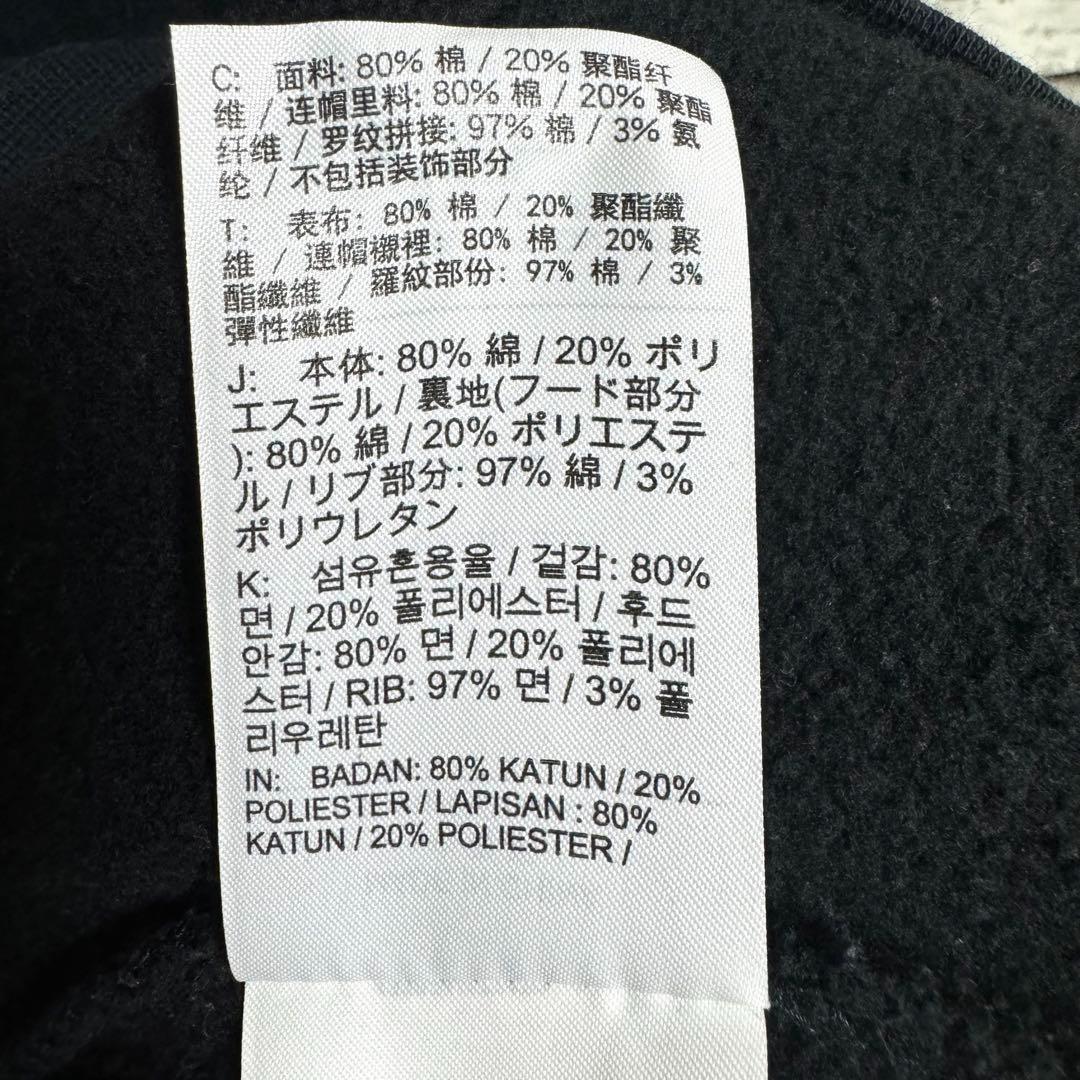 C: 面料: 80% 棉 / 20% 聚酯纤
维 / 连帽里料: 80% 棉 / 20% 聚酯
纤维 / 罗纹拼接: 97% 棉 / 3% 氨
纶 / 不包括装饰部分
T: 表布: 80% 棉 / 20% 聚酯纖
維 / 連帽襯裡: 80% 棉 / 20% 聚
酯纖維 / 羅紋部份: 97% 棉 / 3%
彈性纖維
J: 本体: 80% 綿 / 20% ポリ
エステル / 裏地(フード部分
): 80% 綿 / 20% ポリエステ
ル / リブ部分: 97% 綿 / 3%
ポリウレタン
K: 섬유혼용율 / 겉감: 80%
면 / 20% 폴리에스터 / 후드
안감: 80% 면 / 20% 폴리에
스터 / RIB: 97% 면 / 3% 폴
리우레탄
IN: BADAN: 80% KATUN / 20%
POLIESTER / LAPISAN : 80%
KATUN / 20% POLIESTER /